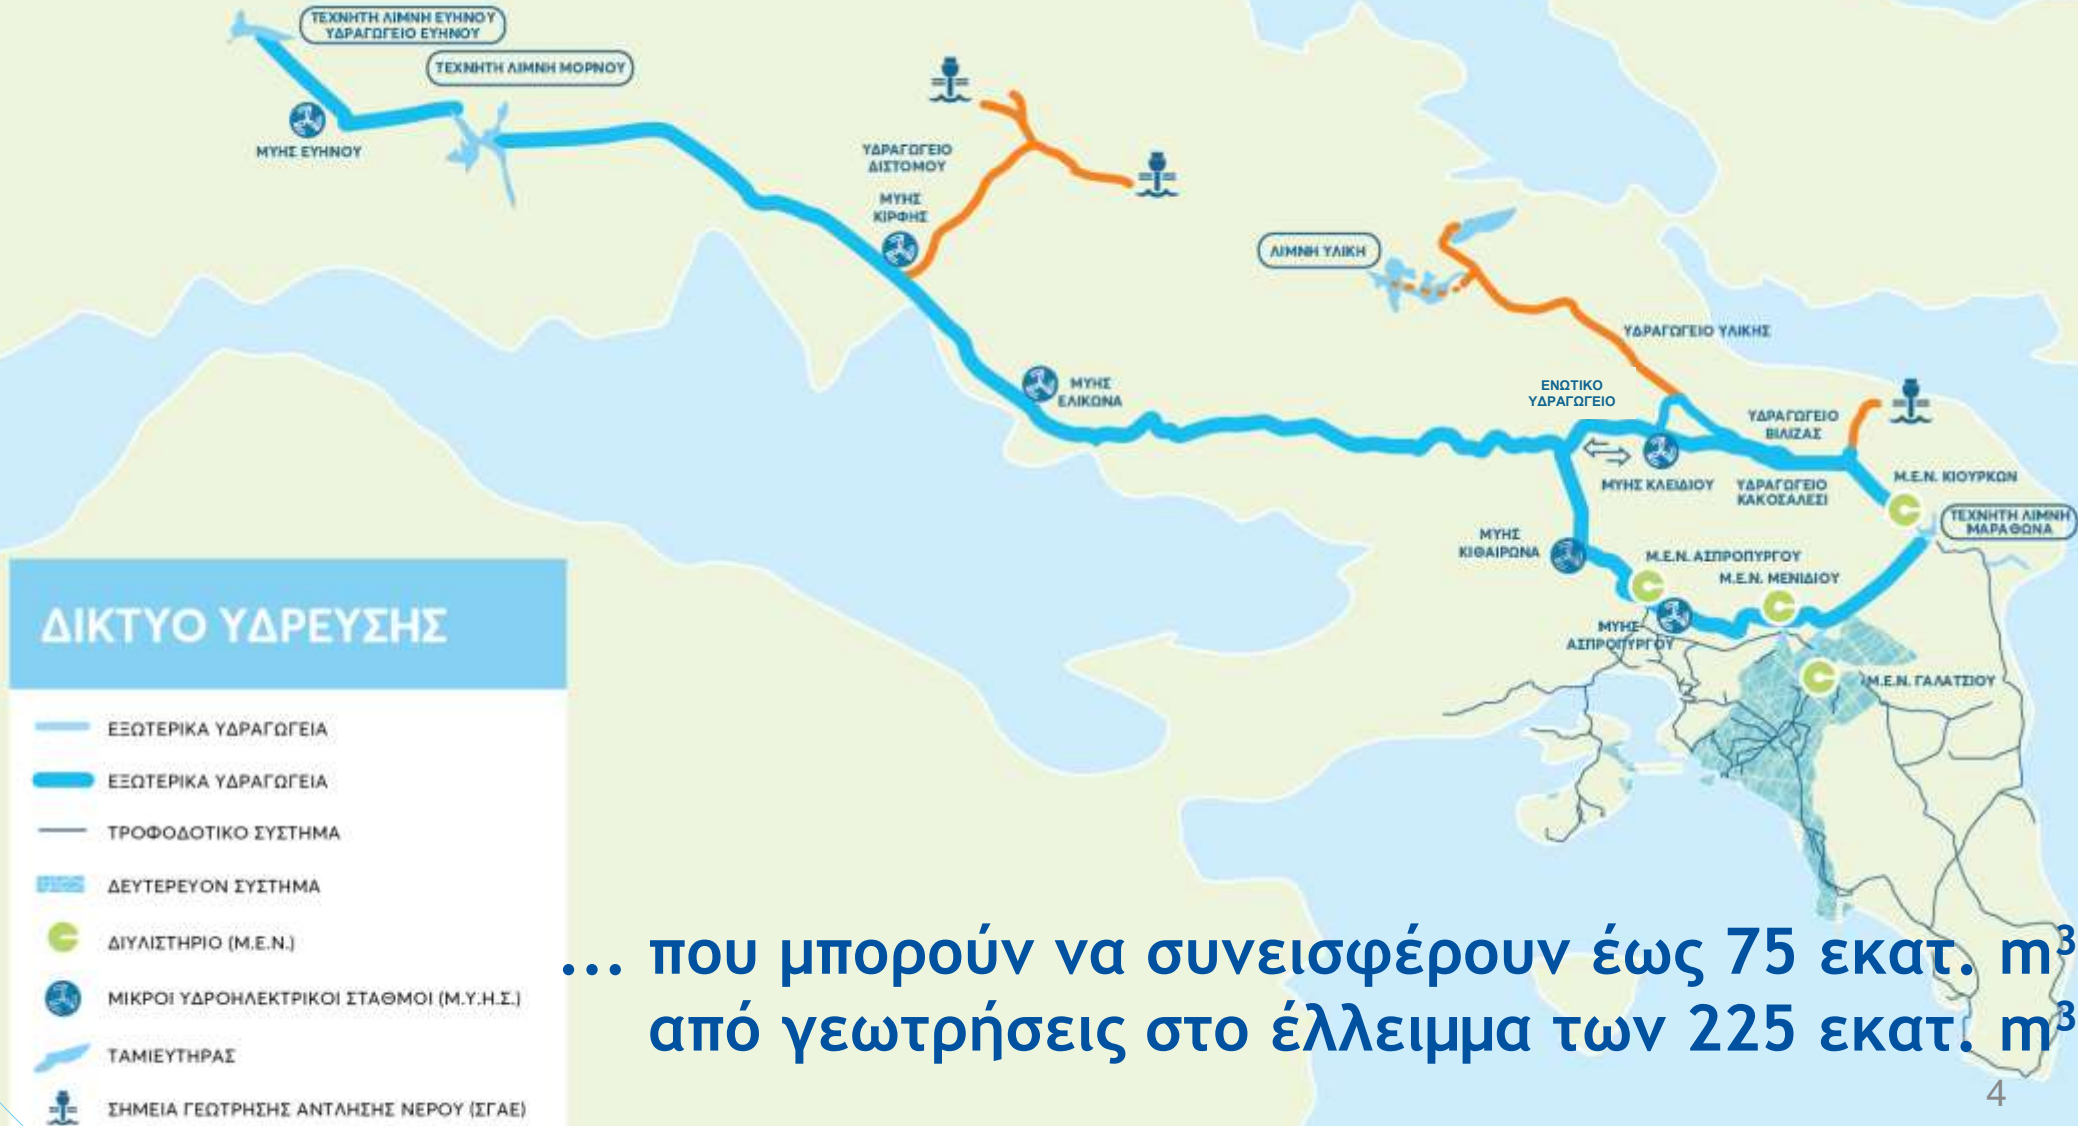 ΤΕΧΝΗΤΗ ΛΙΜΝΗ ΕΥΗΝΟΥ
ΥΔΡΑΓΩΓΕΙΟ ΕΥΗΝΟΥ
ΤΕΧΝΗΤΗ ΛΙΜΝΗ ΜΟΡΝΟΥ
ΜΥΗΣ ΕΥΗΝΟΥ
ΥΔΡΑΓΩΓΕΙΟ
ΔΙΣΤΟΜΟΥ
ΜΥΗΣ
ΚΙΡΦΗΣ
ΛΙΜΝΗ ΥΛΙΚΗ
ΥΔΡΑΓΩΓΕΙΟ ΥΛΙΚΗΣ
ΜΥΗΣ
ΕΛΙΚΩΝΑ
ΕΝΩΤΙΚΟ
ΥΔΡΑΓΩΓΕΙΟ
ΥΔΡΑΓΩΓΕΙΟ
ΒΙΛΙΖΑΣ
ΜΥΗΣ ΚΛΕΙΔΙΟΥ
ΥΔΡΑΓΩΓΕΙΟ
ΚΑΚΟΣΑΛΕΣΙ
Μ.Ε.Ν. ΚΙΟΥΡΚΩΝ
ΤΕΧΝΗΤΗ ΛΙΜΝΗ
ΜΑΡΑΘΩΝΑ
ΜΥΗΣ
ΚΙΘΑΙΡΩΝΑ
Μ.Ε.Ν. ΑΣΠΡΟΠΥΡΓΟΥ
Μ.Ε.Ν. ΜΕΝΙΔΙΟΥ
ΜΥΗΣ
ΑΣΠΡΟΠΥΡΓΟΥ
Μ.Ε.Ν. ΓΑΛΑΤΣΙΟΥ
ΔΙΚΤΥΟ ΥΔΡΕΥΣΗΣ
ΕΞΩΤΕΡΙΚΑ ΥΔΡΑΓΩΓΕΙΑ
ΕΞΩΤΕΡΙΚΑ ΥΔΡΑΓΩΓΕΙΑ
ΤΡΟΦΟΔΟΤΙΚΟ ΣΥΣΤΗΜΑ
ΔΕΥΤΕΡΕΥΟΝ ΣΥΣΤΗΜΑ
ΔΙΥΛΙΣΤΗΡΙΟ (Μ.Ε.Ν.)
ΜΙΚΡΟΙ ΥΔΡΟΗΛΕΚΤΡΙΚΟΙ ΣΤΑΘΜΟΙ (Μ.Υ.Η.Σ.)
ΤΑΜΙΕΥΤΗΡΑΣ
ΣΗΜΕΙΑ ΓΕΩΤΡΗΣΗΣ ΑΝΤΛΗΣΗΣ ΝΕΡΟΥ (ΣΓΑΕ)
... που μπορούν να συνεισφέρουν έως 75 εκατ. m³
από γεωτρήσεις στο έλλειμμα των 225 εκατ. m³
4